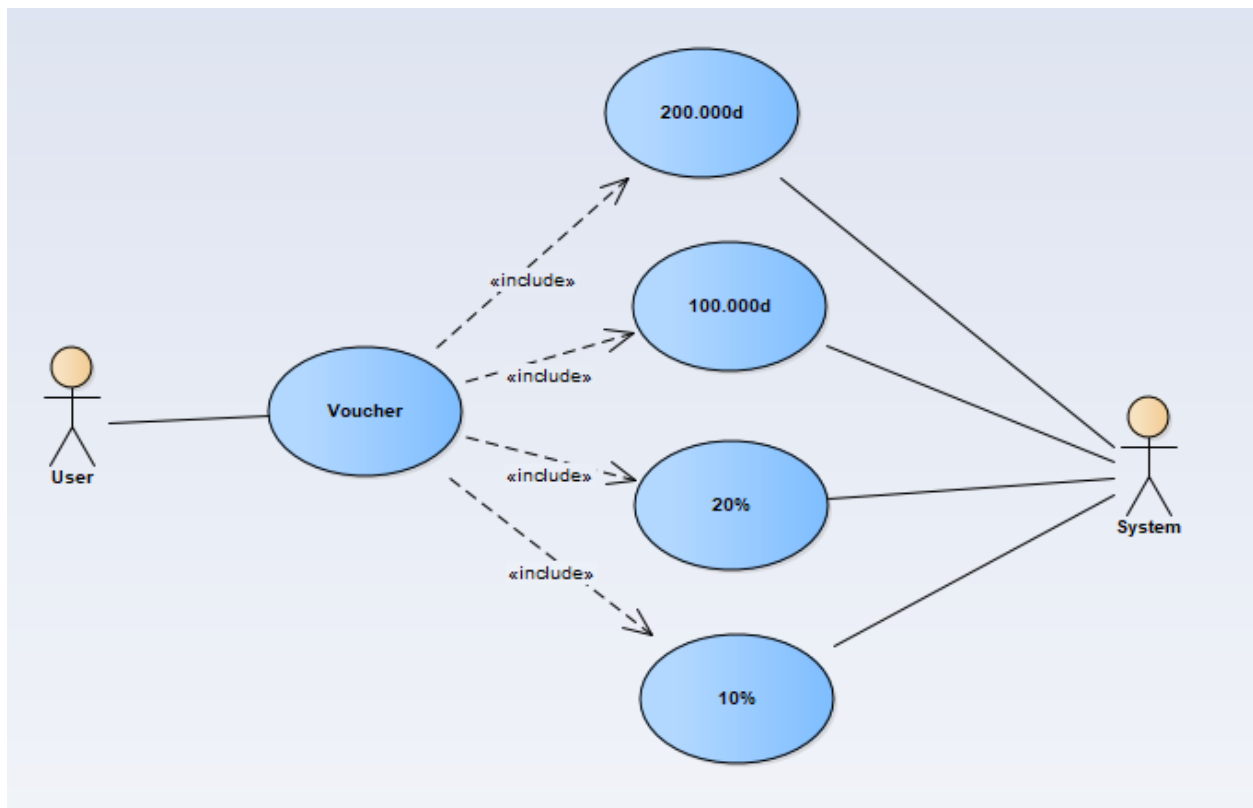 200.000d
«include»
100.000d
«include»
Voucher
User
«include»
20%
System
«include»
10%